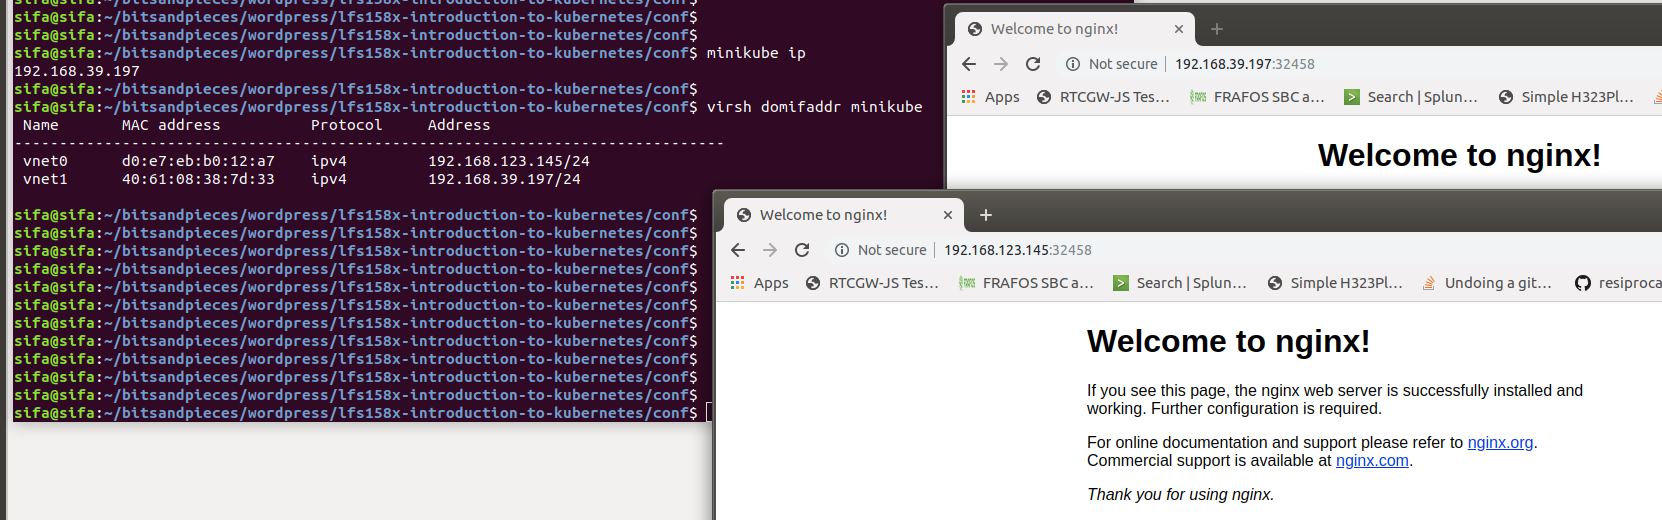 sifa@sifa:~/bitsandpieces/wordpress/lfs158x-introduction-to-kubernetes/conf$
sifa@sifa:~/bitsandpieces/wordpress/lfs158x-introduction-to-kubernetes/conf$
sifa@sifa:~/bitsandpieces/wordpress/lfs158x-introduction-to-kubernetes/conf$
sifa@sifa:~/bitsandpieces/wordpress/lfs158x-introduction-to-kubernetes/conf$ minikube ip
192.168.39.197
sifa@sifa:~/bitsandpieces/wordpress/lfs158x-introduction-to-kubernetes/conf$
sifa@sifa:~/bitsandpieces/wordpress/lfs158x-introduction-to-kubernetes/conf$ virsh domifaddr minikube
Name MAC address Protocol Address
-------------------------------------------------------------------------------
vnet0 d0:e7:eb:b0:12:a7 ipv4 192.168.123.145/24
vnet1 40:61:08:38:7d:33 ipv4 192.168.39.197/24
sifa@sifa:~/bitsandpieces/wordpress/lfs158x-introduction-to-kubernetes/conf$
sifa@sifa:~/bitsandpieces/wordpress/lfs158x-introduction-to-kubernetes/conf$
sifa@sifa:~/bitsandpieces/wordpress/lfs158x-introduction-to-kubernetes/conf$
sifa@sifa:~/bitsandpieces/wordpress/lfs158x-introduction-to-kubernetes/conf$
sifa@sifa:~/bitsandpieces/wordpress/lfs158x-introduction-to-kubernetes/conf$
sifa@sifa:~/bitsandpieces/wordpress/lfs158x-introduction-to-kubernetes/conf$
sifa@sifa:~/bitsandpieces/wordpress/lfs158x-introduction-to-kubernetes/conf$
sifa@sifa:~/bitsandpieces/wordpress/lfs158x-introduction-to-kubernetes/conf$
sifa@sifa:~/bitsandpieces/wordpress/lfs158x-introduction-to-kubernetes/conf$
sifa@sifa:~/bitsandpieces/wordpress/lfs158x-introduction-to-kubernetes/conf$
sifa@sifa:~/bitsandpieces/wordpress/lfs158x-introduction-to-kubernetes/conf$
sifa@sifa:~/bitsandpieces/wordpress/lfs158x-introduction-to-kubernetes/conf$
Welcome to nginx!
Not secure | 192.168.39.197:32458
Apps RTCGW-JS Tes... FRAFOS SBC a... Search | Splun... Simple H323Pl...
Welcome to nginx!
Welcome to nginx!
Not secure | 192.168.123.145:32458
Apps RTCGW-JS Tes... FRAFOS SBC a... Search | Splun... Simple H323Pl... Undoing a git... resiproca
Welcome to nginx!
If you see this page, the nginx web server is successfully installed and
working. Further configuration is required.
For online documentation and support please refer to nginx.org.
Commercial support is available at nginx.com.
Thank you for using nginx.